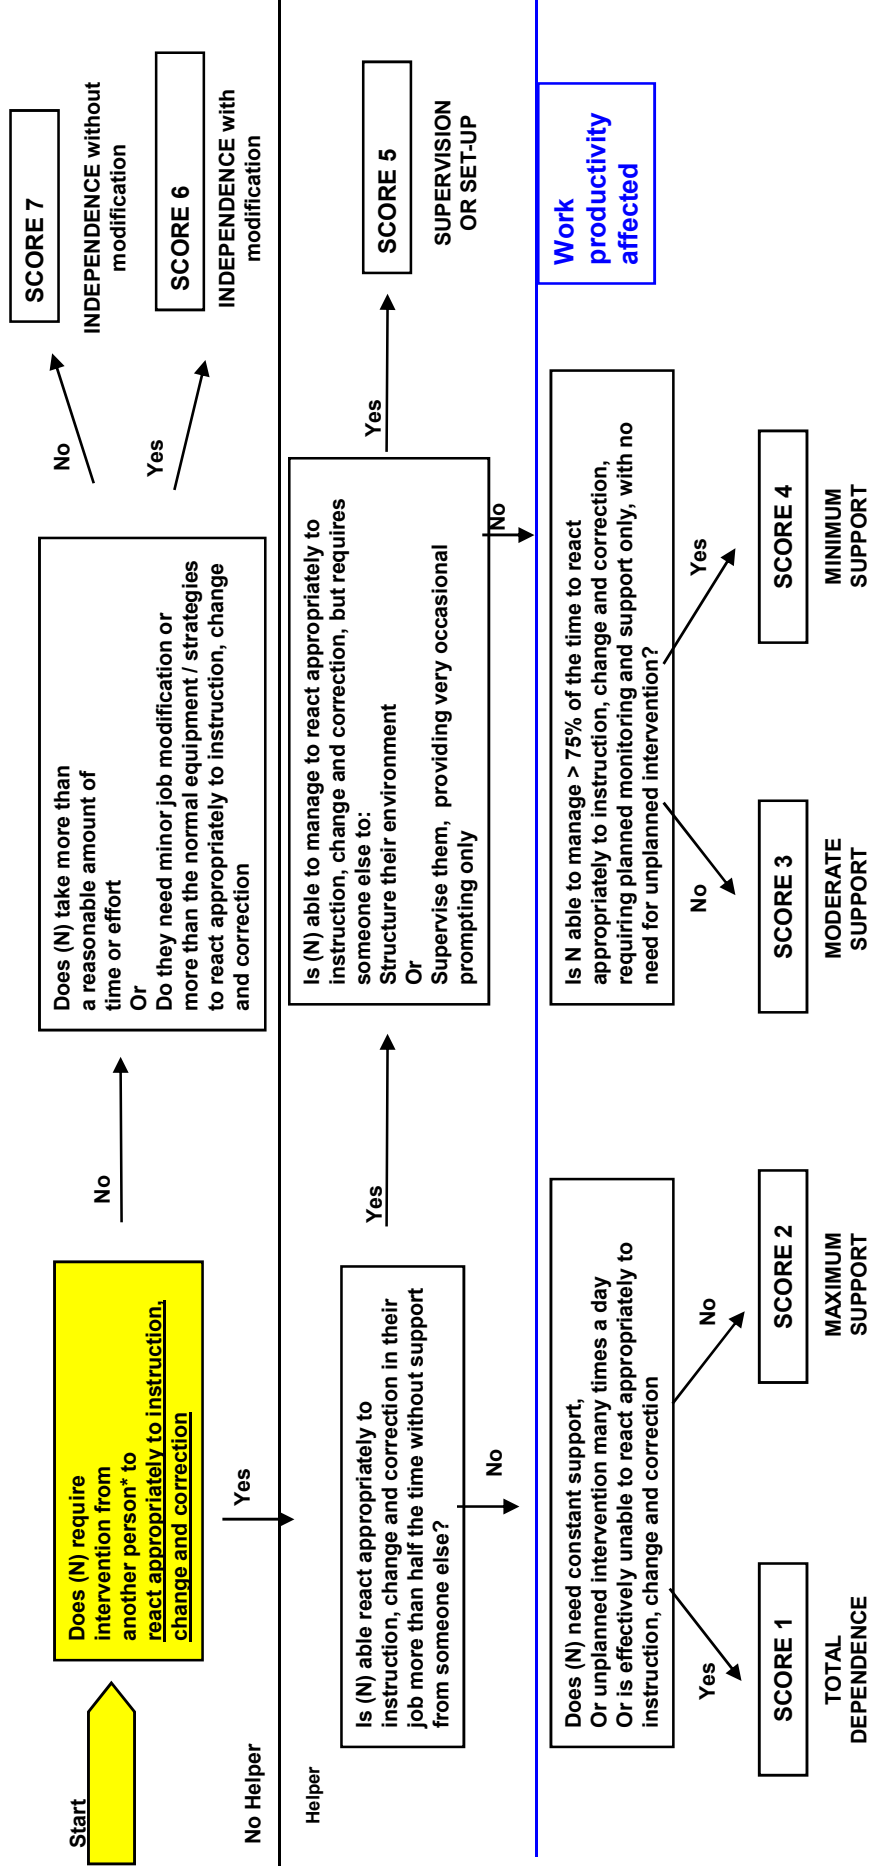 Start
Does (N) require
intervention from
another person* to
react appropriately to instruction,
change and correction
No
Does (N) take more than
a reasonable amount of
time or effort
Or
Do they need minor job modification or
more than the normal equipment / strategies
to react appropriately to instruction, change
and correction
No
SCORE 7
INDEPENDENCE without
modification
Yes
SCORE 6
INDEPENDENCE with
modification
Yes
No Helper
Helper
Is (N) able react appropriately to
instruction, change and correction in their
job more than half the time without support
from someone else?
Yes
Is (N) able to manage to react appropriately to
instruction, change and correction, but requires
someone else to:
Structure their environment
Or
Supervise them, providing very occasional
prompting only
Yes
SCORE 5
SUPERVISION
OR SET-UP
No
No
Work
productivity
affected
Does (N) need constant support,
Or unplanned intervention many times a day
Or is effectively unable to react appropriately to
instruction, change and correction
Yes
No
SCORE 1
TOTAL
DEPENDENCE
SCORE 2
MAXIMUM
SUPPORT
Is N able to manage > 75% of the time to react
appropriately to instruction, change and correction,
requiring planned monitoring and support only, with no
need for unplanned intervention?
No
Yes
SCORE 3
MODERATE
SUPPORT
SCORE 4
MINIMUM
SUPPORT